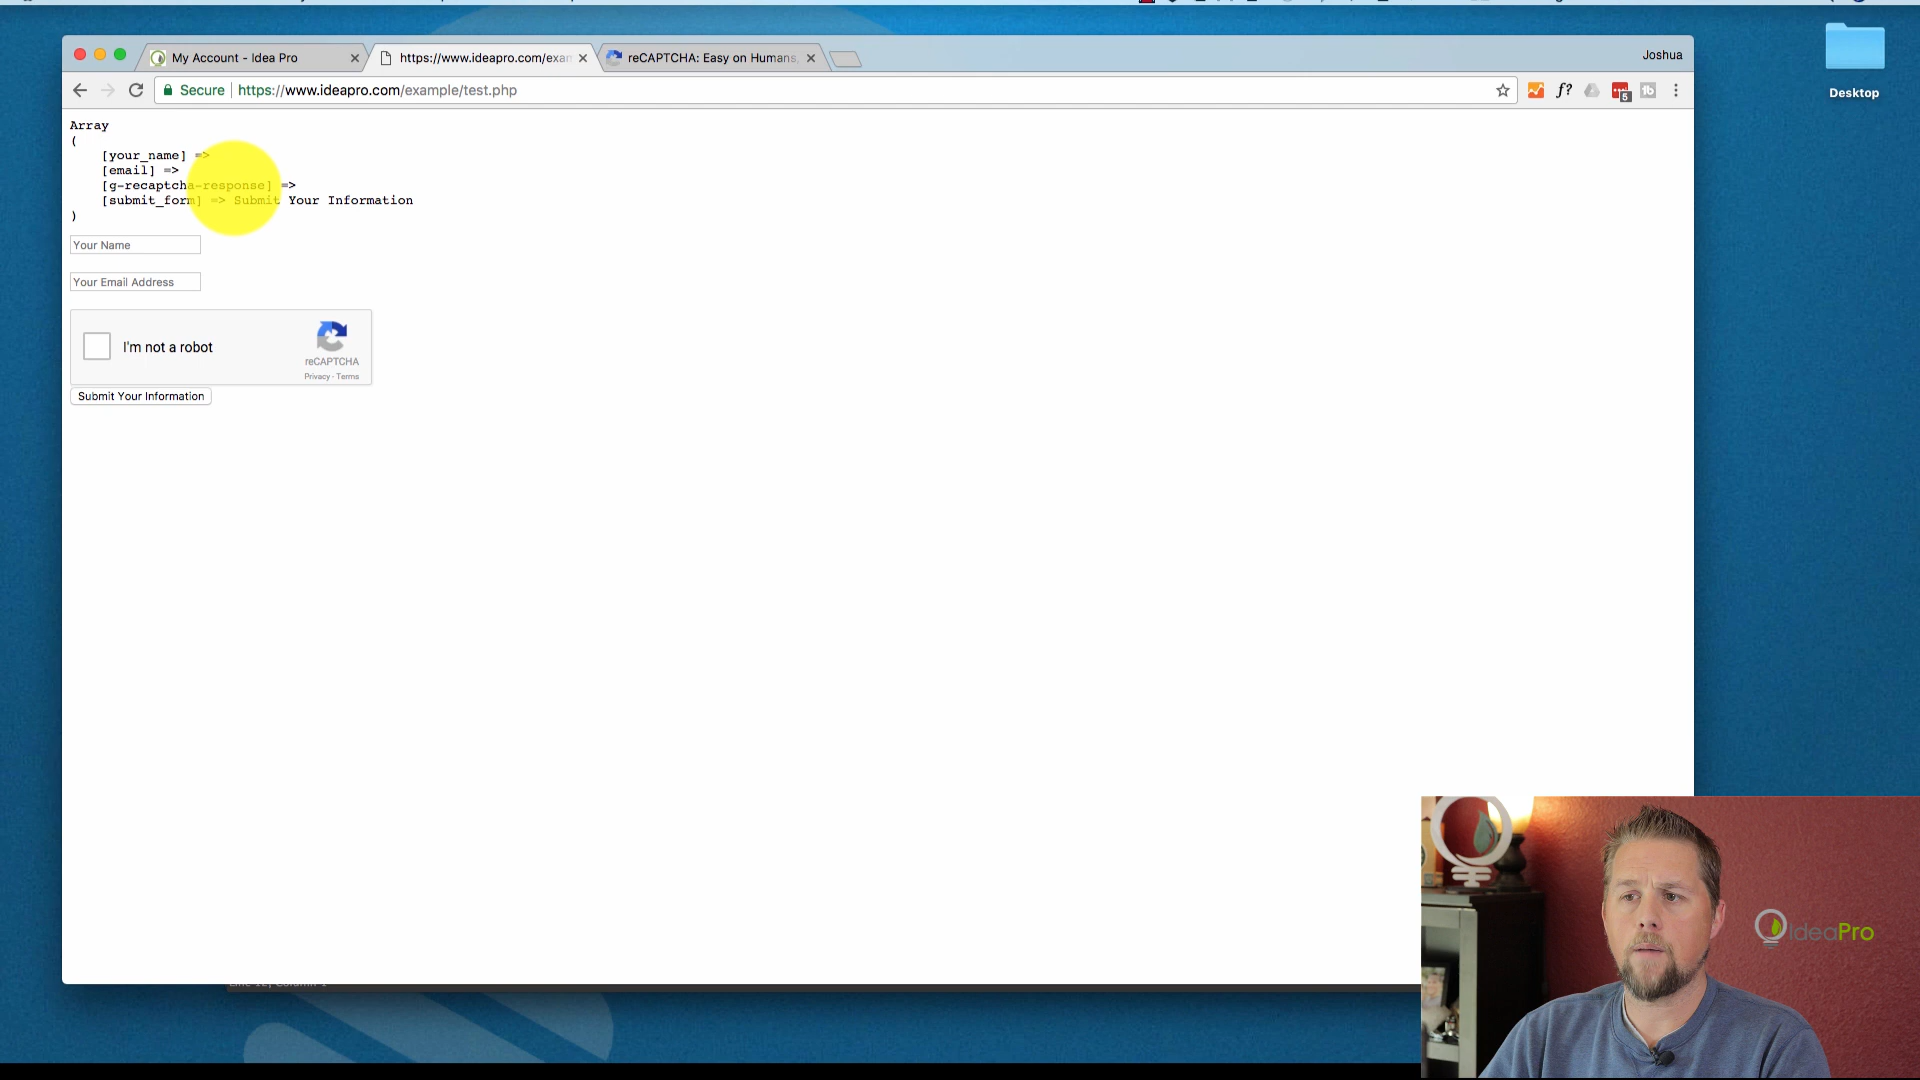 My Account - Idea Pro
https://www.ideapro.com/exam
reCAPTCHA: Easy on Humans,
Joshua
Secure
https://www.ideapro.com/example/test.php
f?
5
Desktop
Array
(
[your_name] =>
[email] =>
[g-recaptcha-response] =>
[submit_form] => Submit Your Information
)
Your Name
Your Email Address
I'm not a robot
reCAPTCHA
Privacy - Terms
Submit Your Information
IdeaPro